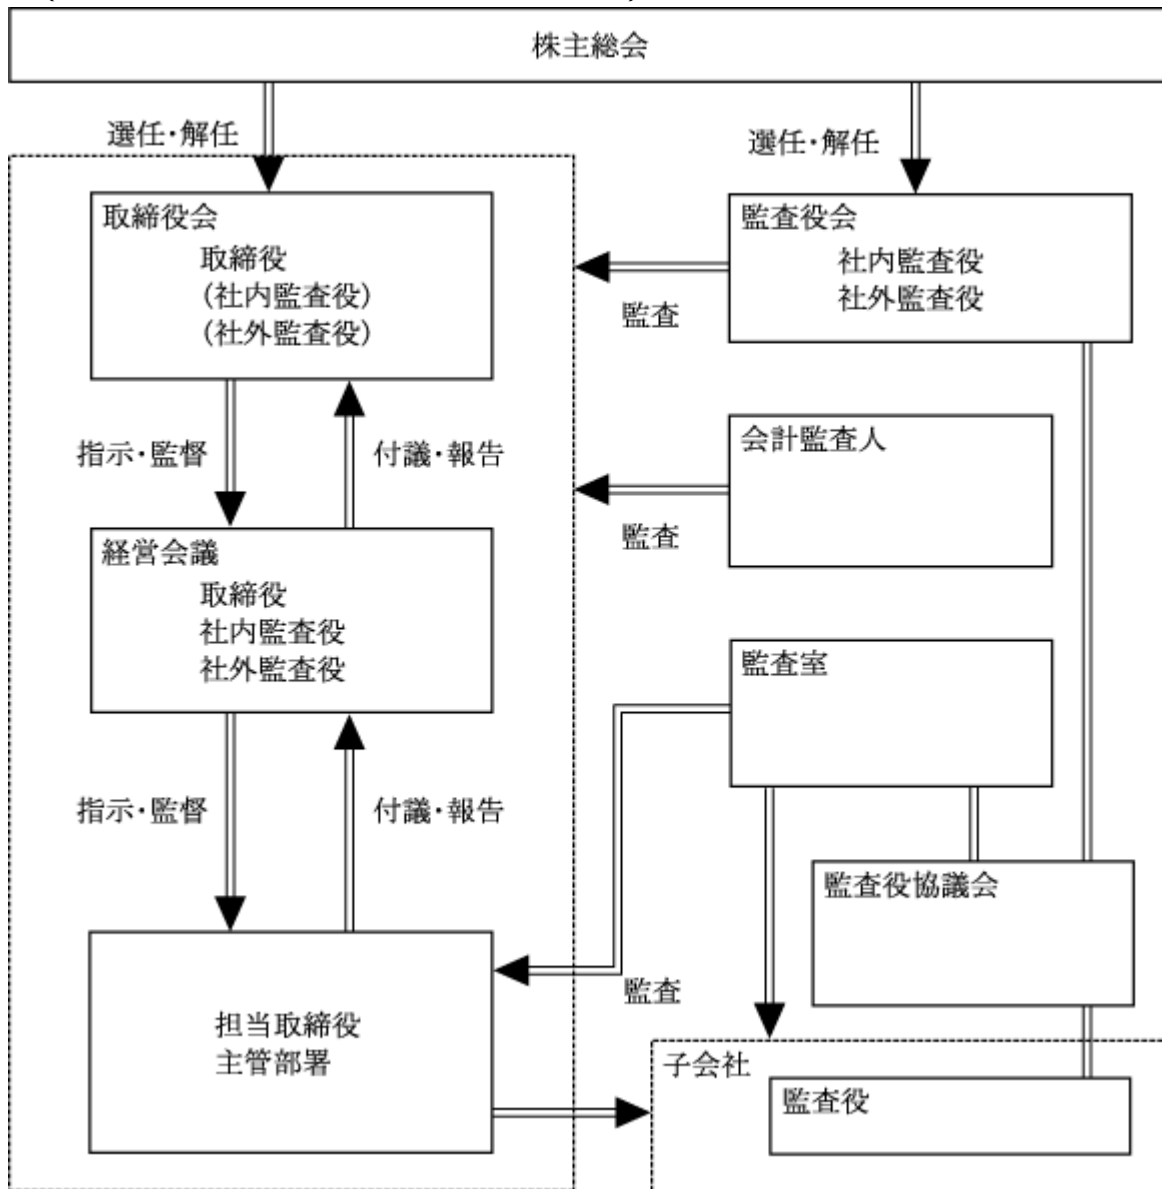 株主総会
選任・解任
選任・解任
取締役会
取締役
(社内監査役)
(社外監査役)
監査役会
社内監査役
社外監査役
監査
指示・監督
付議・報告
会計監査人
監査
経営会議
取締役
社内監査役
社外監査役
監査室
指示・監督
付議・報告
監査役協議会
監査
担当取締役
主管部署
子会社
監査役